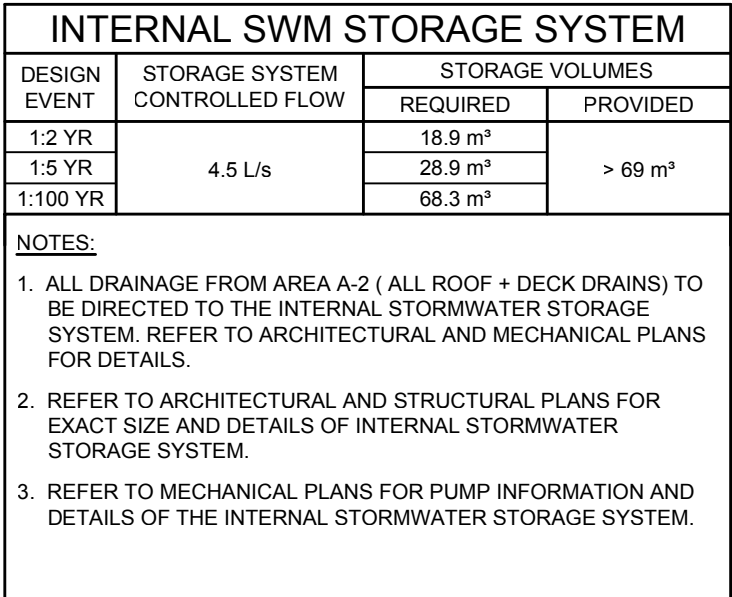 INTERNAL SWM STORAGE SYSTEM
DESIGN EVENT
STORAGE SYSTEM CONTROLLED FLOW
STORAGE VOLUMES
REQUIRED
PROVIDED
1:2 YR
18.9 m³
1:5 YR
4.5 L/s
28.9 m³
> 69 m³
1:100 YR
68.3 m³
NOTES:
1. ALL DRAINAGE FROM AREA A-2 ( ALL ROOF + DECK DRAINS) TO
BE DIRECTED TO THE INTERNAL STORMWATER STORAGE
SYSTEM. REFER TO ARCHITECTURAL AND MECHANICAL PLANS
FOR DETAILS.
2. REFER TO ARCHITECTURAL AND STRUCTURAL PLANS FOR
EXACT SIZE AND DETAILS OF INTERNAL STORMWATER
STORAGE SYSTEM.
3. REFER TO MECHANICAL PLANS FOR PUMP INFORMATION AND
DETAILS OF THE INTERNAL STORMWATER STORAGE SYSTEM.